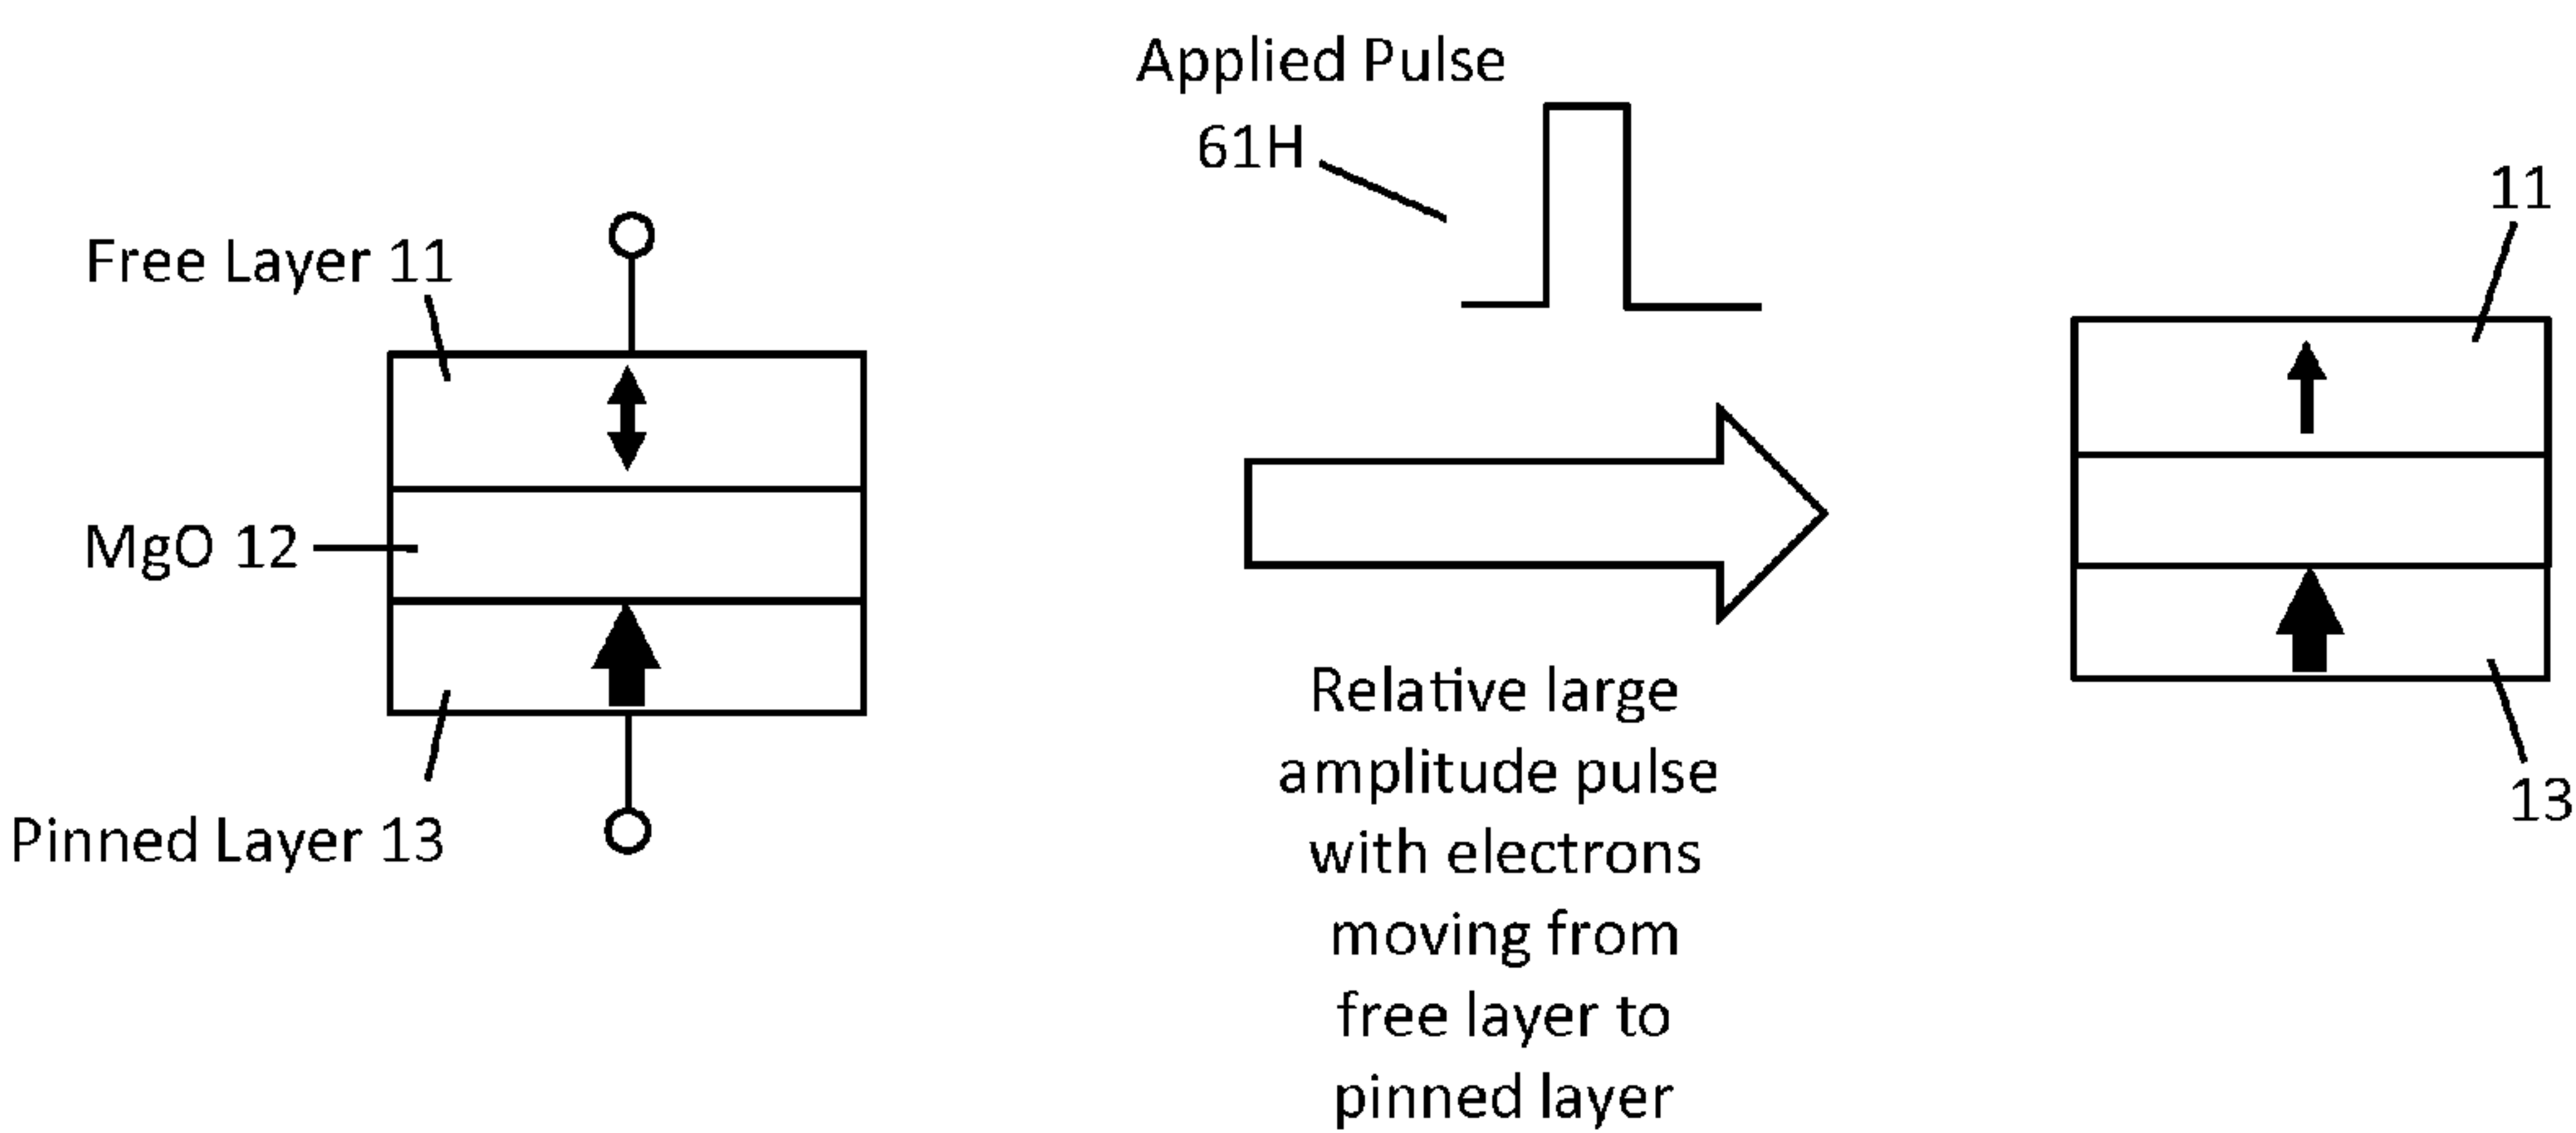 Applied Pulse
61H
11
Free Layer 11
MgO 12
Pinned Layer 13
Relative large
amplitude pulse
with electrons
moving from
free layer to
pinned layer
13